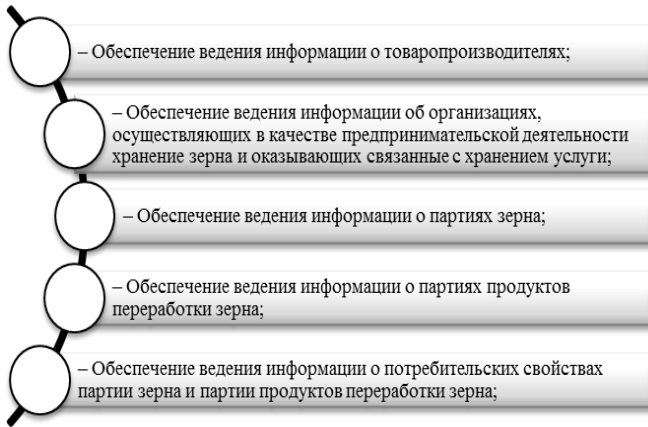 – Обеспечение ведения информации о товаропроизводителях;
– Обеспечение ведения информации об организациях,
осуществляющих в качестве предпринимательской деятельности
хранение зерна и оказывающих связанные с хранением услуги;
– Обеспечение ведения информации о партиях зерна;
– Обеспечение ведения информации о партиях продуктов
переработки зерна;
– Обеспечение ведения информации о потребительских свойствах
партии зерна и партии продуктов переработки зерна;